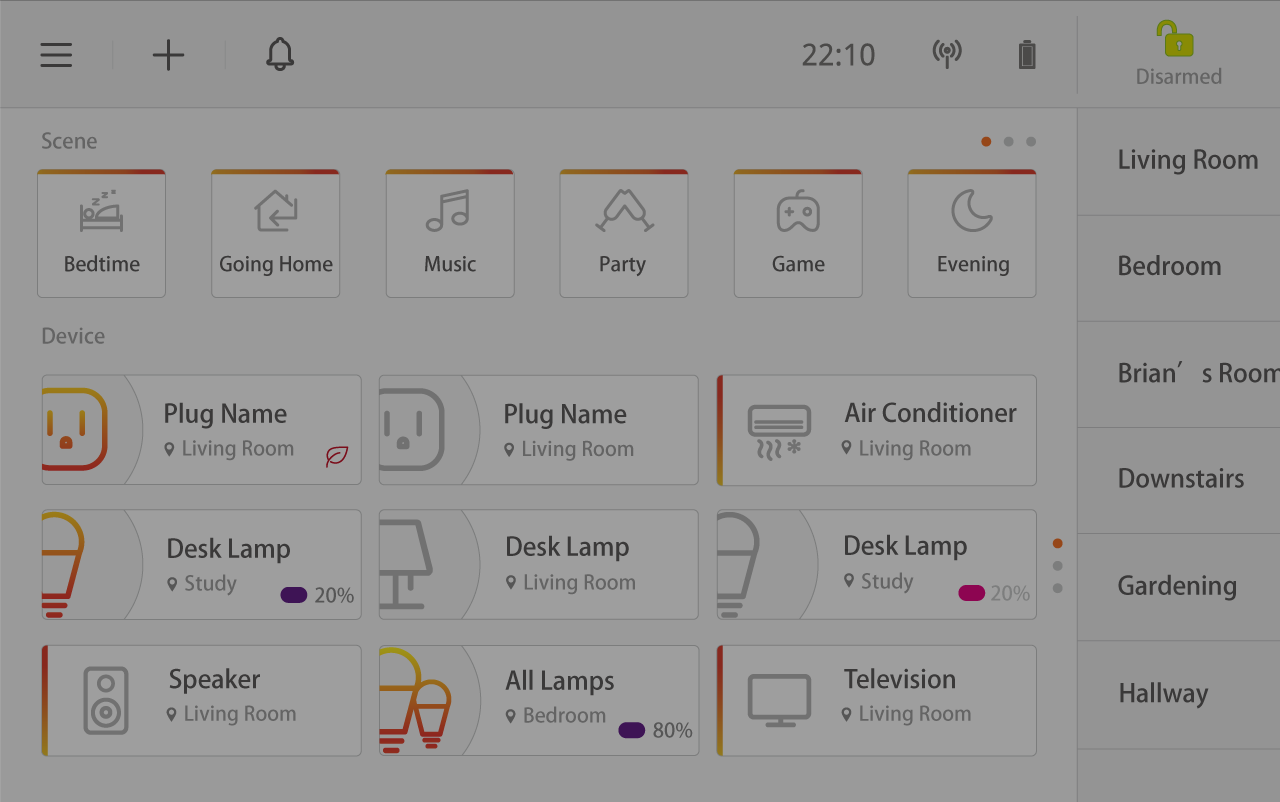 22:10
Disarmed
Scene
Bedtime
Going Home
Music
Party
Game
Evening
Device
Plug Name
Living Room
Plug Name
Living Room
Air Conditioner
Living Room
Desk Lamp
Study
20%
Desk Lamp
Living Room
Desk Lamp
Study
20%
Speaker
Living Room
All Lamps
Bedroom
80%
Television
Living Room
Living Room
Bedroom
Brian′ s Room
Downstairs
Gardening
Hallway